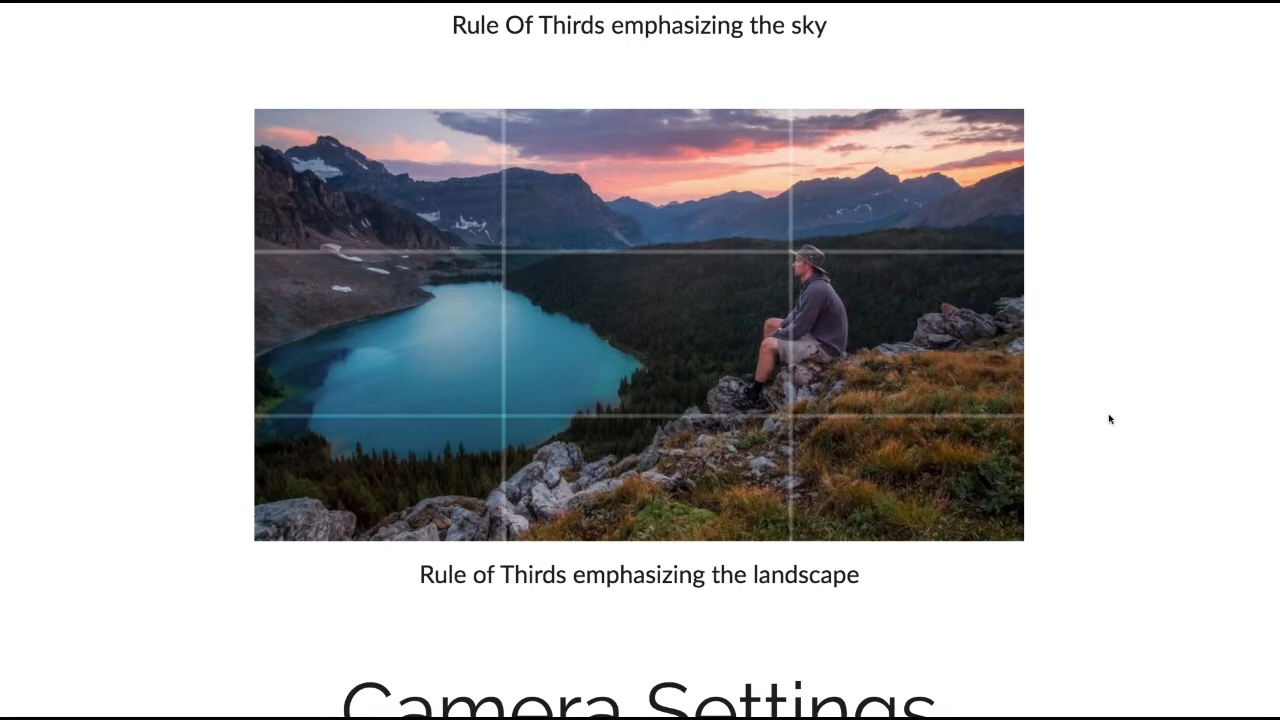 Rule Of Thirds emphasizing the sky
Rule of Thirds emphasizing the landscape
Camera Settings